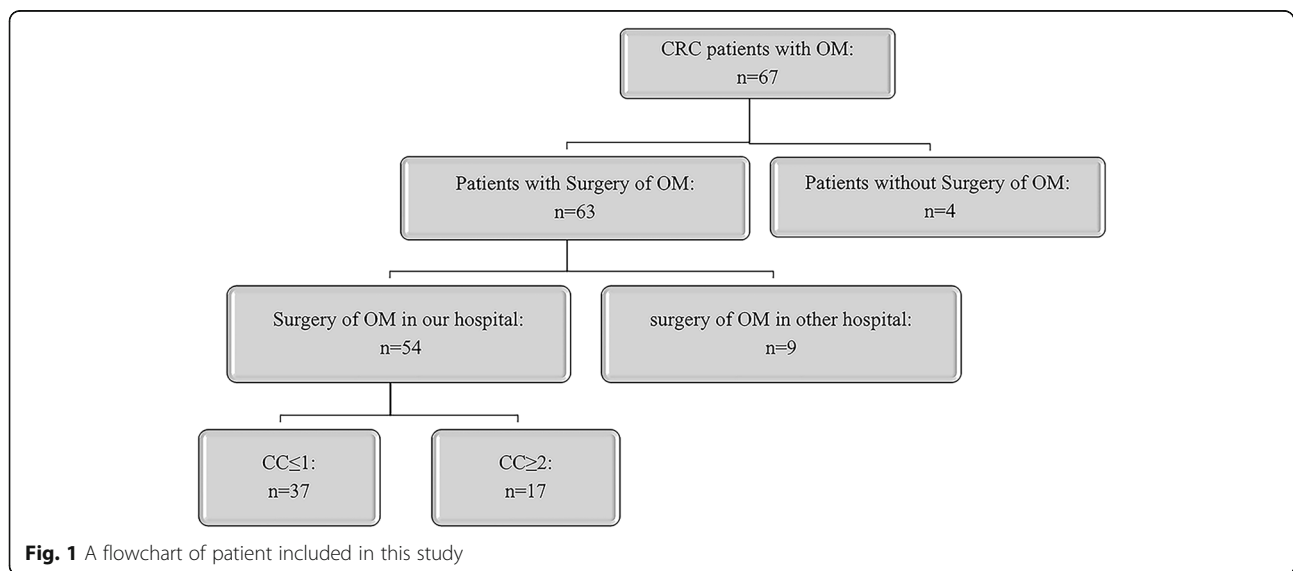 CRC patients with OM:
n=67
Patients with Surgery of OM:
n=63
Patients without Surgery of OM:
n=4
Surgery of OM in our hospital:
n=54
surgery of OM in other hospital:
n=9
CC≤1:
n=37
CC≥2:
n=17
Fig. 1 A flowchart of patient included in this study